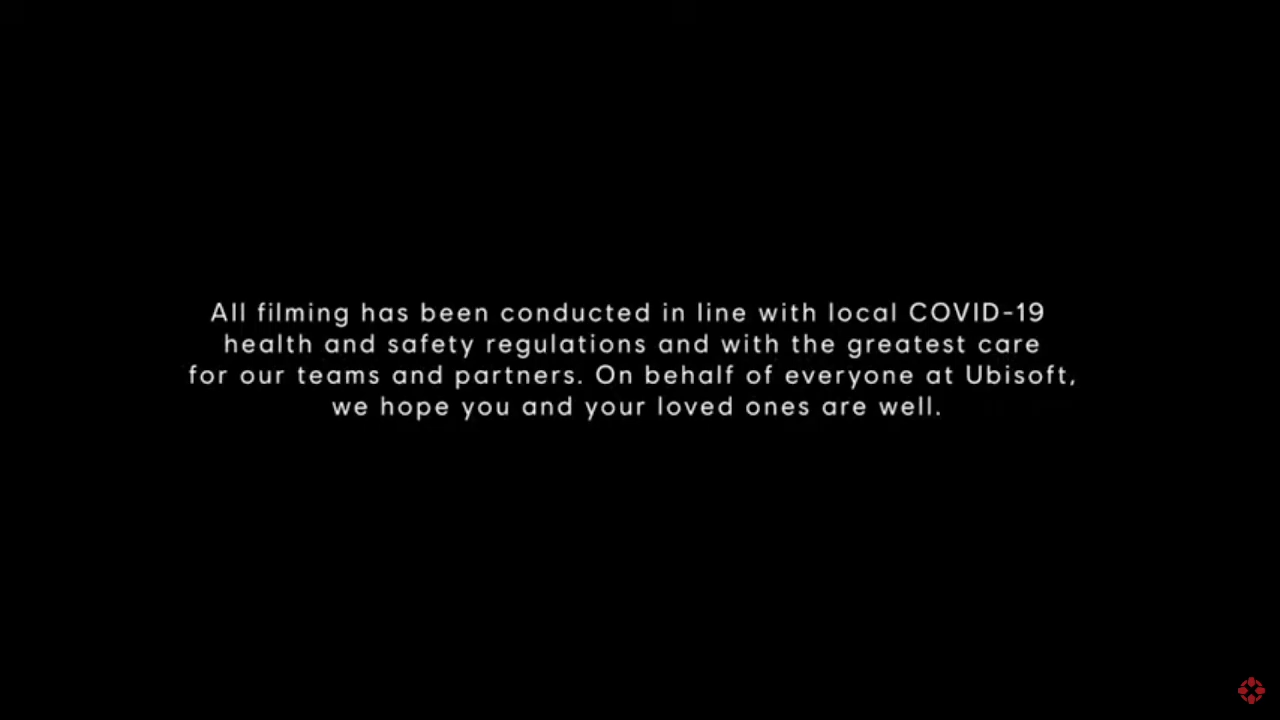 All filming has been conducted in line with local COVID-19
health and safety regulations and with the greatest care
for our teams and partners. On behalf of everyone at Ubisoft,
we hope you and your loved ones are well.